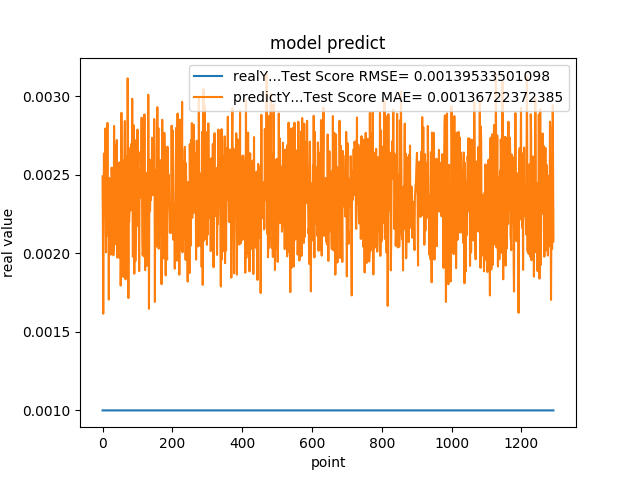 model predict
realY...Test Score RMSE= 0.00139533501098
predictY...Test Score MAE= 0.00136722372385
0.0030
0.0025
0.0020
0.0015
0.0010
real value
0 200 400 600 800 1000 1200
point